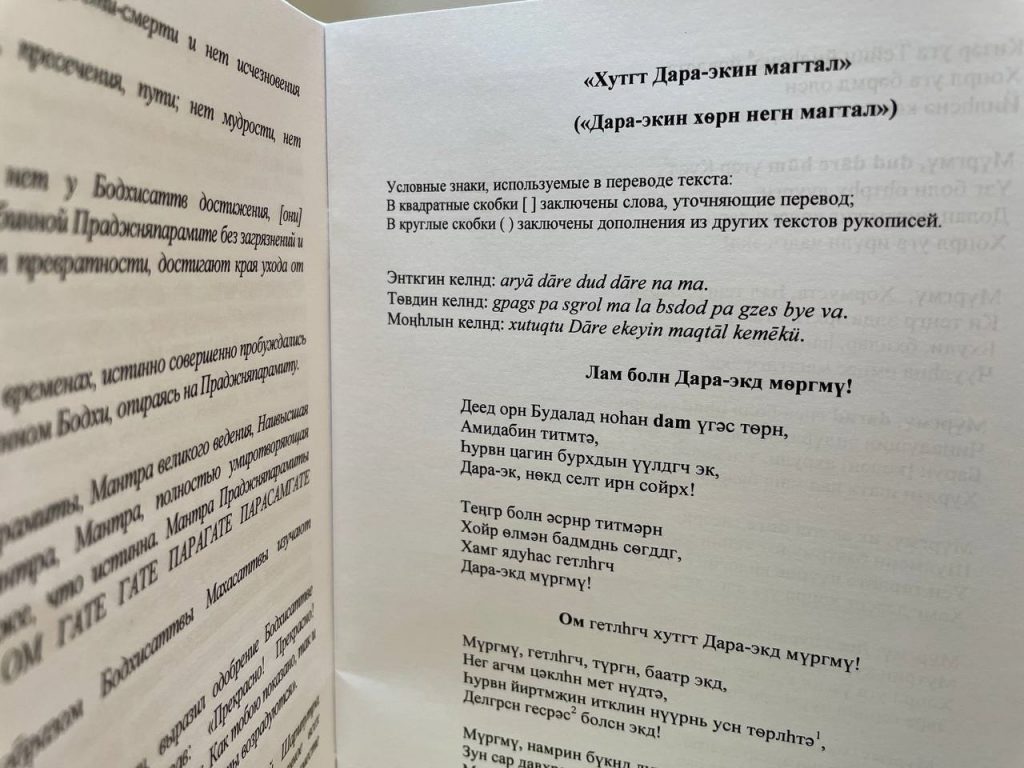 -смерти и нет исчезновения
пресечения, пути; нет мудрости, нет
нет у Бодхисаттв достижения, [они]
Праджняпарамите без загрязнений и
превратности, достигают края ухода от
временах, истинно совершенно пробуждались
Бодхи, опираясь на Праджняпарамиту.
Мантра великого ведения, Наивысшая
Мантра, полностью умиротворяющая
что истинна. Мантра Праджняпарамиты
ОМ ГАТЕ ГАТЕ ПАРАГАТЕ ПАРАСАМГАТЕ
образом Бодхисаттвы Махасаттвы изучают
выразил одобрение Бодхисаттве
«Прекрасно! Прекрасно!
Как тобою показано, так и
возрадуются».
«Хутгт Дара-экин магтал»
(«Дара-экин хөрн негн магтал»)
Условные знаки, используемые в переводе текста:
В квадратные скобки [ ] заключены слова, уточняющие перевод;
В круглые скобки ( ) заключены дополнения из других текстов рукописей.
Энткгин келнд: aryā dāre dud dāre na ma.
Төвдин келнд: gpags pa sgrol ma la bsdod pa gzes bye va.
Моңһлын келнд: xutuqtu Dāre ekeyin maqtāl kemēkü.
Лам болн Дара-экд мөргмү!
Деед орн Будалад ноһан dam үгәс төрн,
Амидабин титмтә,
Һурвн цагин бурхдын үүлдгч эк,
Дара-эк, нөкд селт ирн сойрх!
Теңгр болн әсрнр титмәрн
Хойр өлмән бадмднь сөгддг,
Хамг ядуһас гетлһгч
Дара-экд мүргмү!
Ом гетлһгч хутгт Дара-экд мүргмү!
Мүргмү, гетлһгч, түргн, баатр экд,
Нег агчм цәклһн мет нүдтә,
Һурвн йиртмжин итклин нүүрнь усн төрлһтә¹,
Делгрсн гесрәс² болсн экд!
Мүргмү, намрин бүкнд
Зун сар